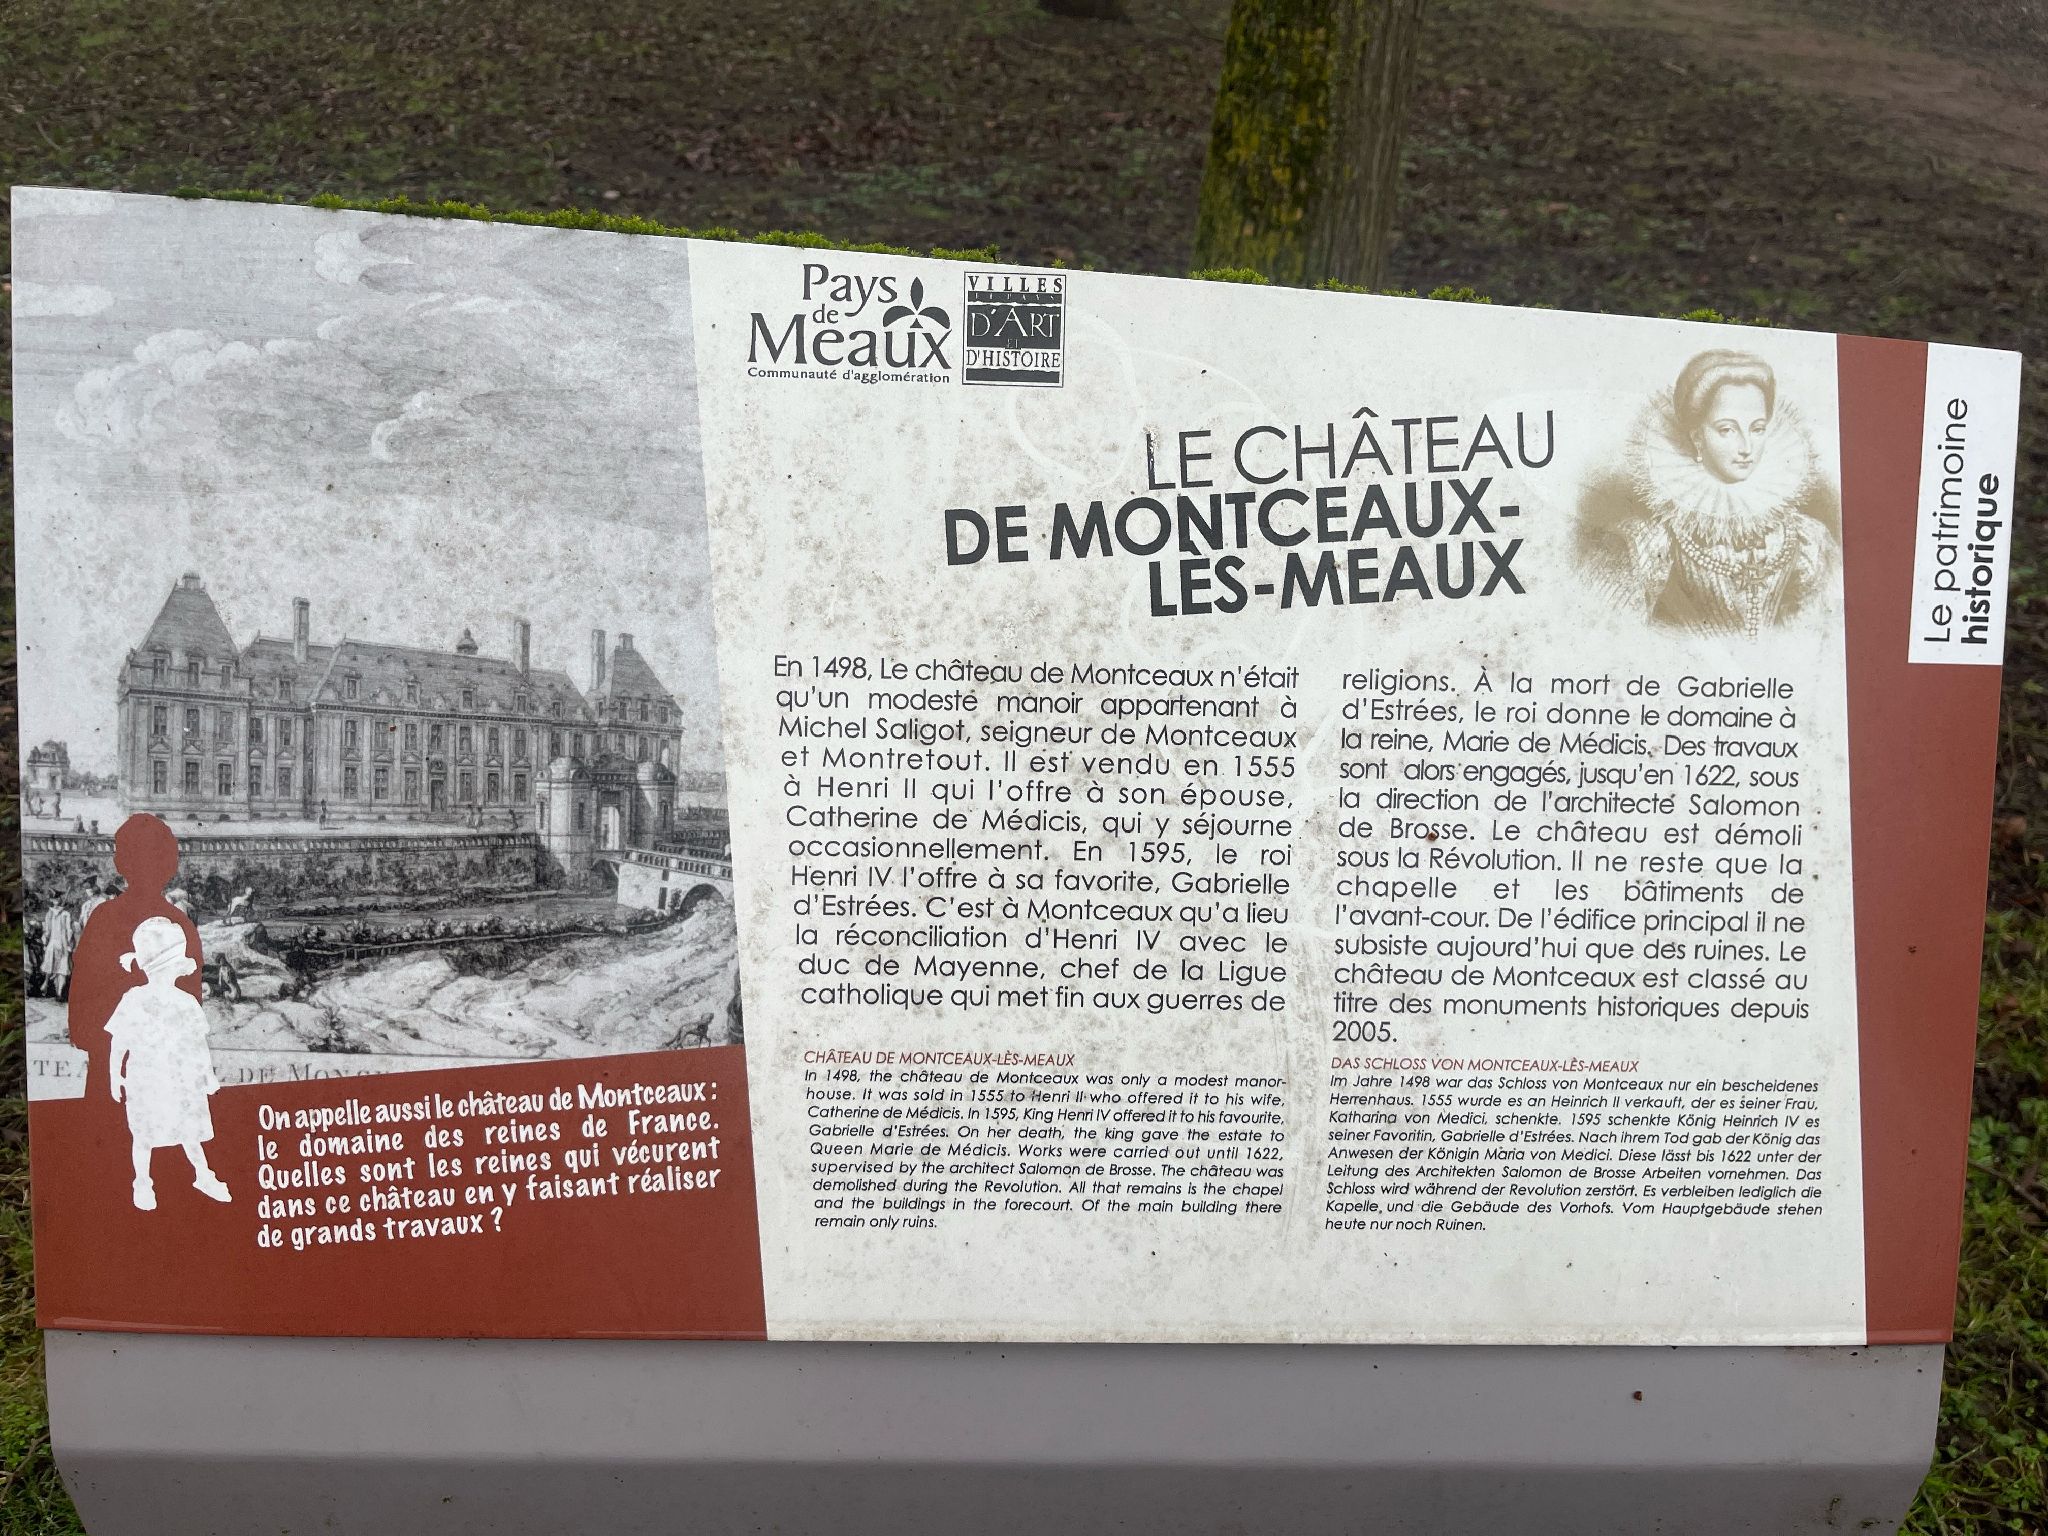 Pays
de
Meaux
Communauté d'agglomération
VILLES
ET PAYS
D'ART
ET
D'HISTOIRE
LE CHÂTEAU
DE MONTCEAUX-
LÈS-MEAUX
Le patrimoine
historique
En 1498, Le château de Montceaux n'était
qu'un modeste manoir appartenant à
Michel Saligot, seigneur de Montceaux
et Montretout. Il est vendu en 1555
à Henri II qui l'offre à son épouse,
Catherine de Médicis, qui y séjourne
occasionnellement. En 1595, le roi
Henri IV l'offre à sa favorite, Gabrielle
d'Estrées. C'est à Montceaux qu'a lieu
la réconciliation d'Henri IV avec le
duc de Mayenne, chef de la Ligue
catholique qui met fin aux guerres de
religions. À la mort de Gabrielle
d'Estrées, le roi donne le domaine à
la reine, Marie de Médicis. Des travaux
sont alors engagés, jusqu'en 1622, sous
la direction de l'architecte Salomon
de Brosse. Le château est démoli
sous la Révolution. Il ne reste que la
chapelle et les bâtiments de
l'avant-cour. De l'édifice principal il ne
subsiste aujourd'hui que des ruines. Le
château de Montceaux est classé au
titre des monuments historiques depuis
2005.
CHÂTEAU DE MONTCEAUX-LÈS-MEAUX
In 1498, the château de Montceaux was only a modest manor-
house. It was sold in 1555 to Henri II who offered it to his wife,
Catherine de Médicis. In 1595, King Henri IV offered it to his favourite,
Gabrielle d'Estrées. On her death, the king gave the estate to
Queen Marie de Médicis. Works were carried out until 1622,
supervised by the architect Salomon de Brosse. The château was
demolished during the Revolution. All that remains is the chapel
and the buildings in the forecourt. Of the main building there
remain only ruins.
DAS SCHLOSS VON MONTCEAUX-LÈS-MEAUX
Im Jahre 1498 war das Schloss von Montceaux nur ein bescheidenes
Herrenhaus. 1555 wurde es an Heinrich II verkauft, der es seiner Frau,
Katharina von Medici, schenkte. 1595 schenkte König Heinrich IV es
seiner Favoritin, Gabrielle d'Estrées. Nach ihrem Tod gab der König das
Anwesen der Königin Maria von Medici. Diese lässt bis 1622 unter der
Leitung des Architekten Salomon de Brosse Arbeiten vornehmen. Das
Schloss wird während der Revolution zerstört. Es verbleiben lediglich die
Kapelle und die Gebäude des Vorhofs. Vom Hauptgebäude stehen
heute nur noch Ruinen.
On appelle aussi le château de Montceaux :
le domaine des reines de France.
Quelles sont les reines qui vécurent
dans ce château en y faisant réaliser
de grands travaux ?